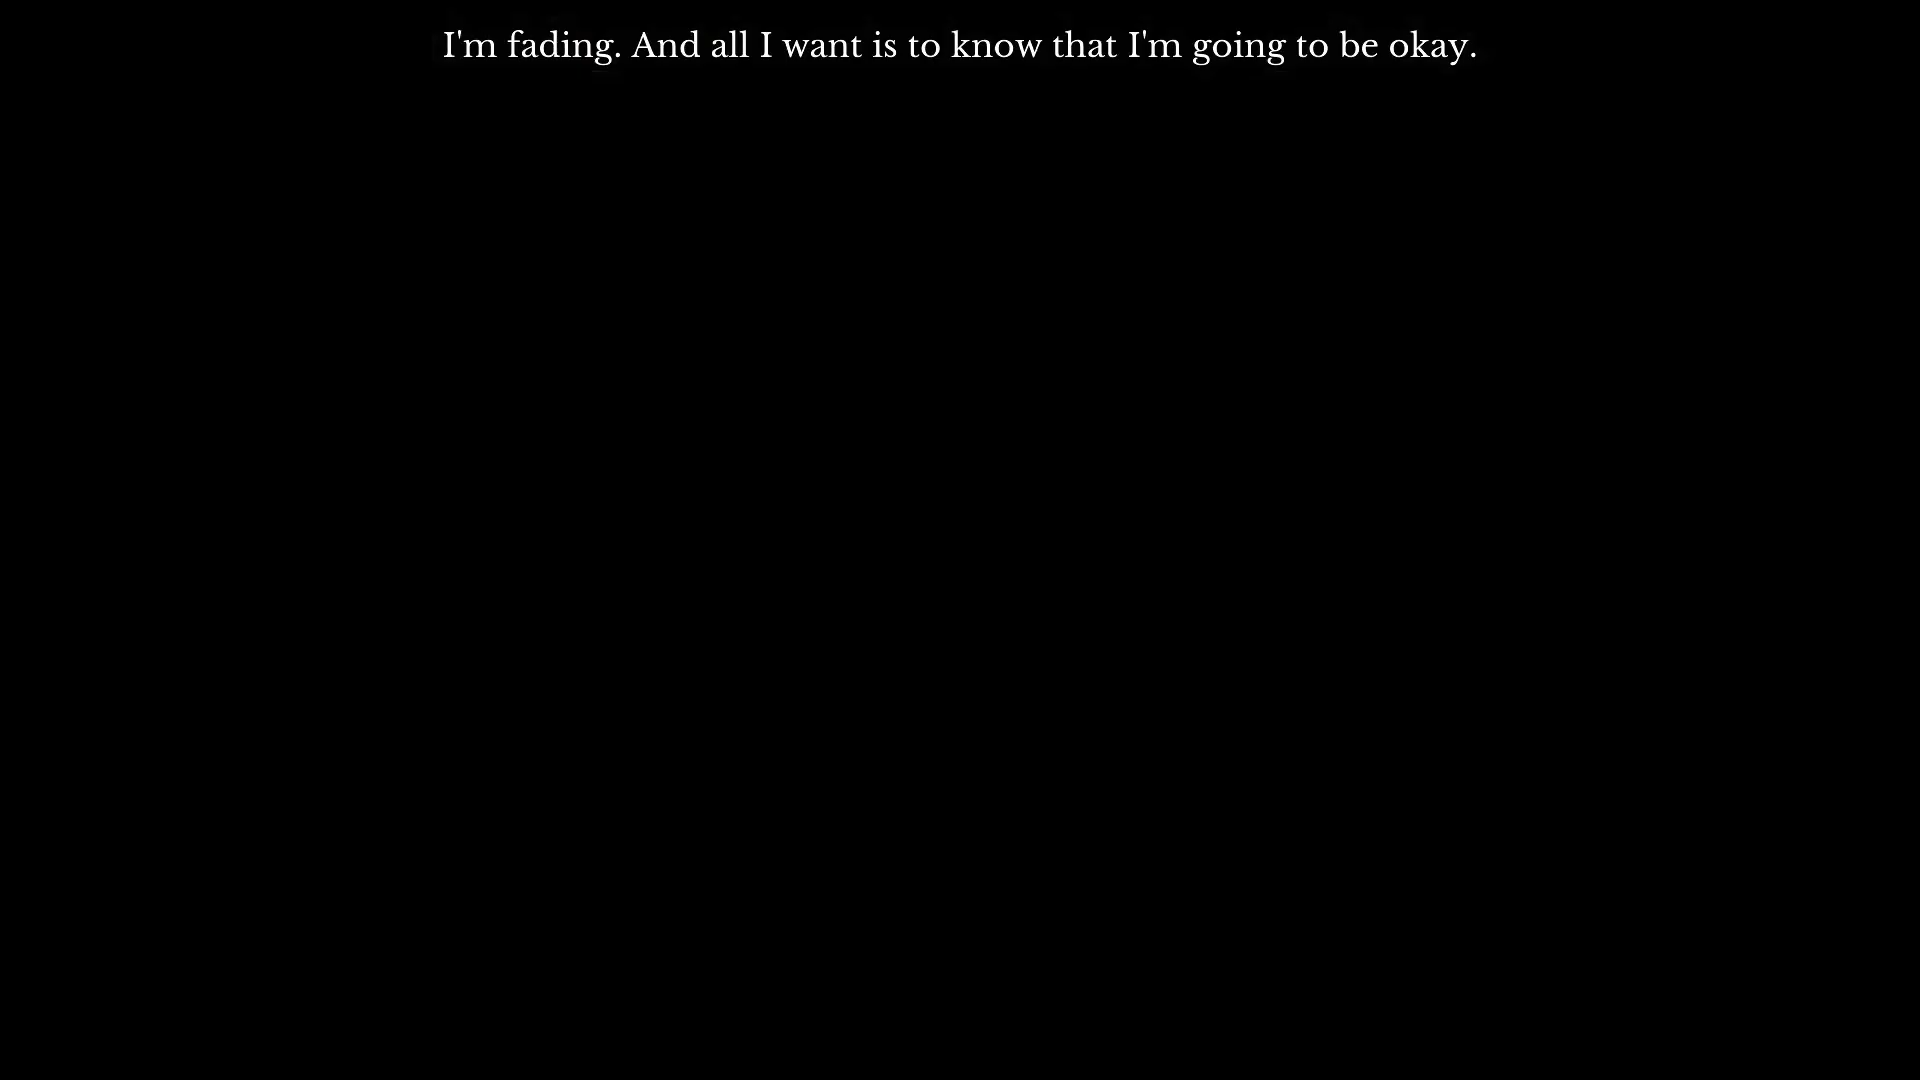 I'm fading. And all I want is to know that I'm going to be okay.